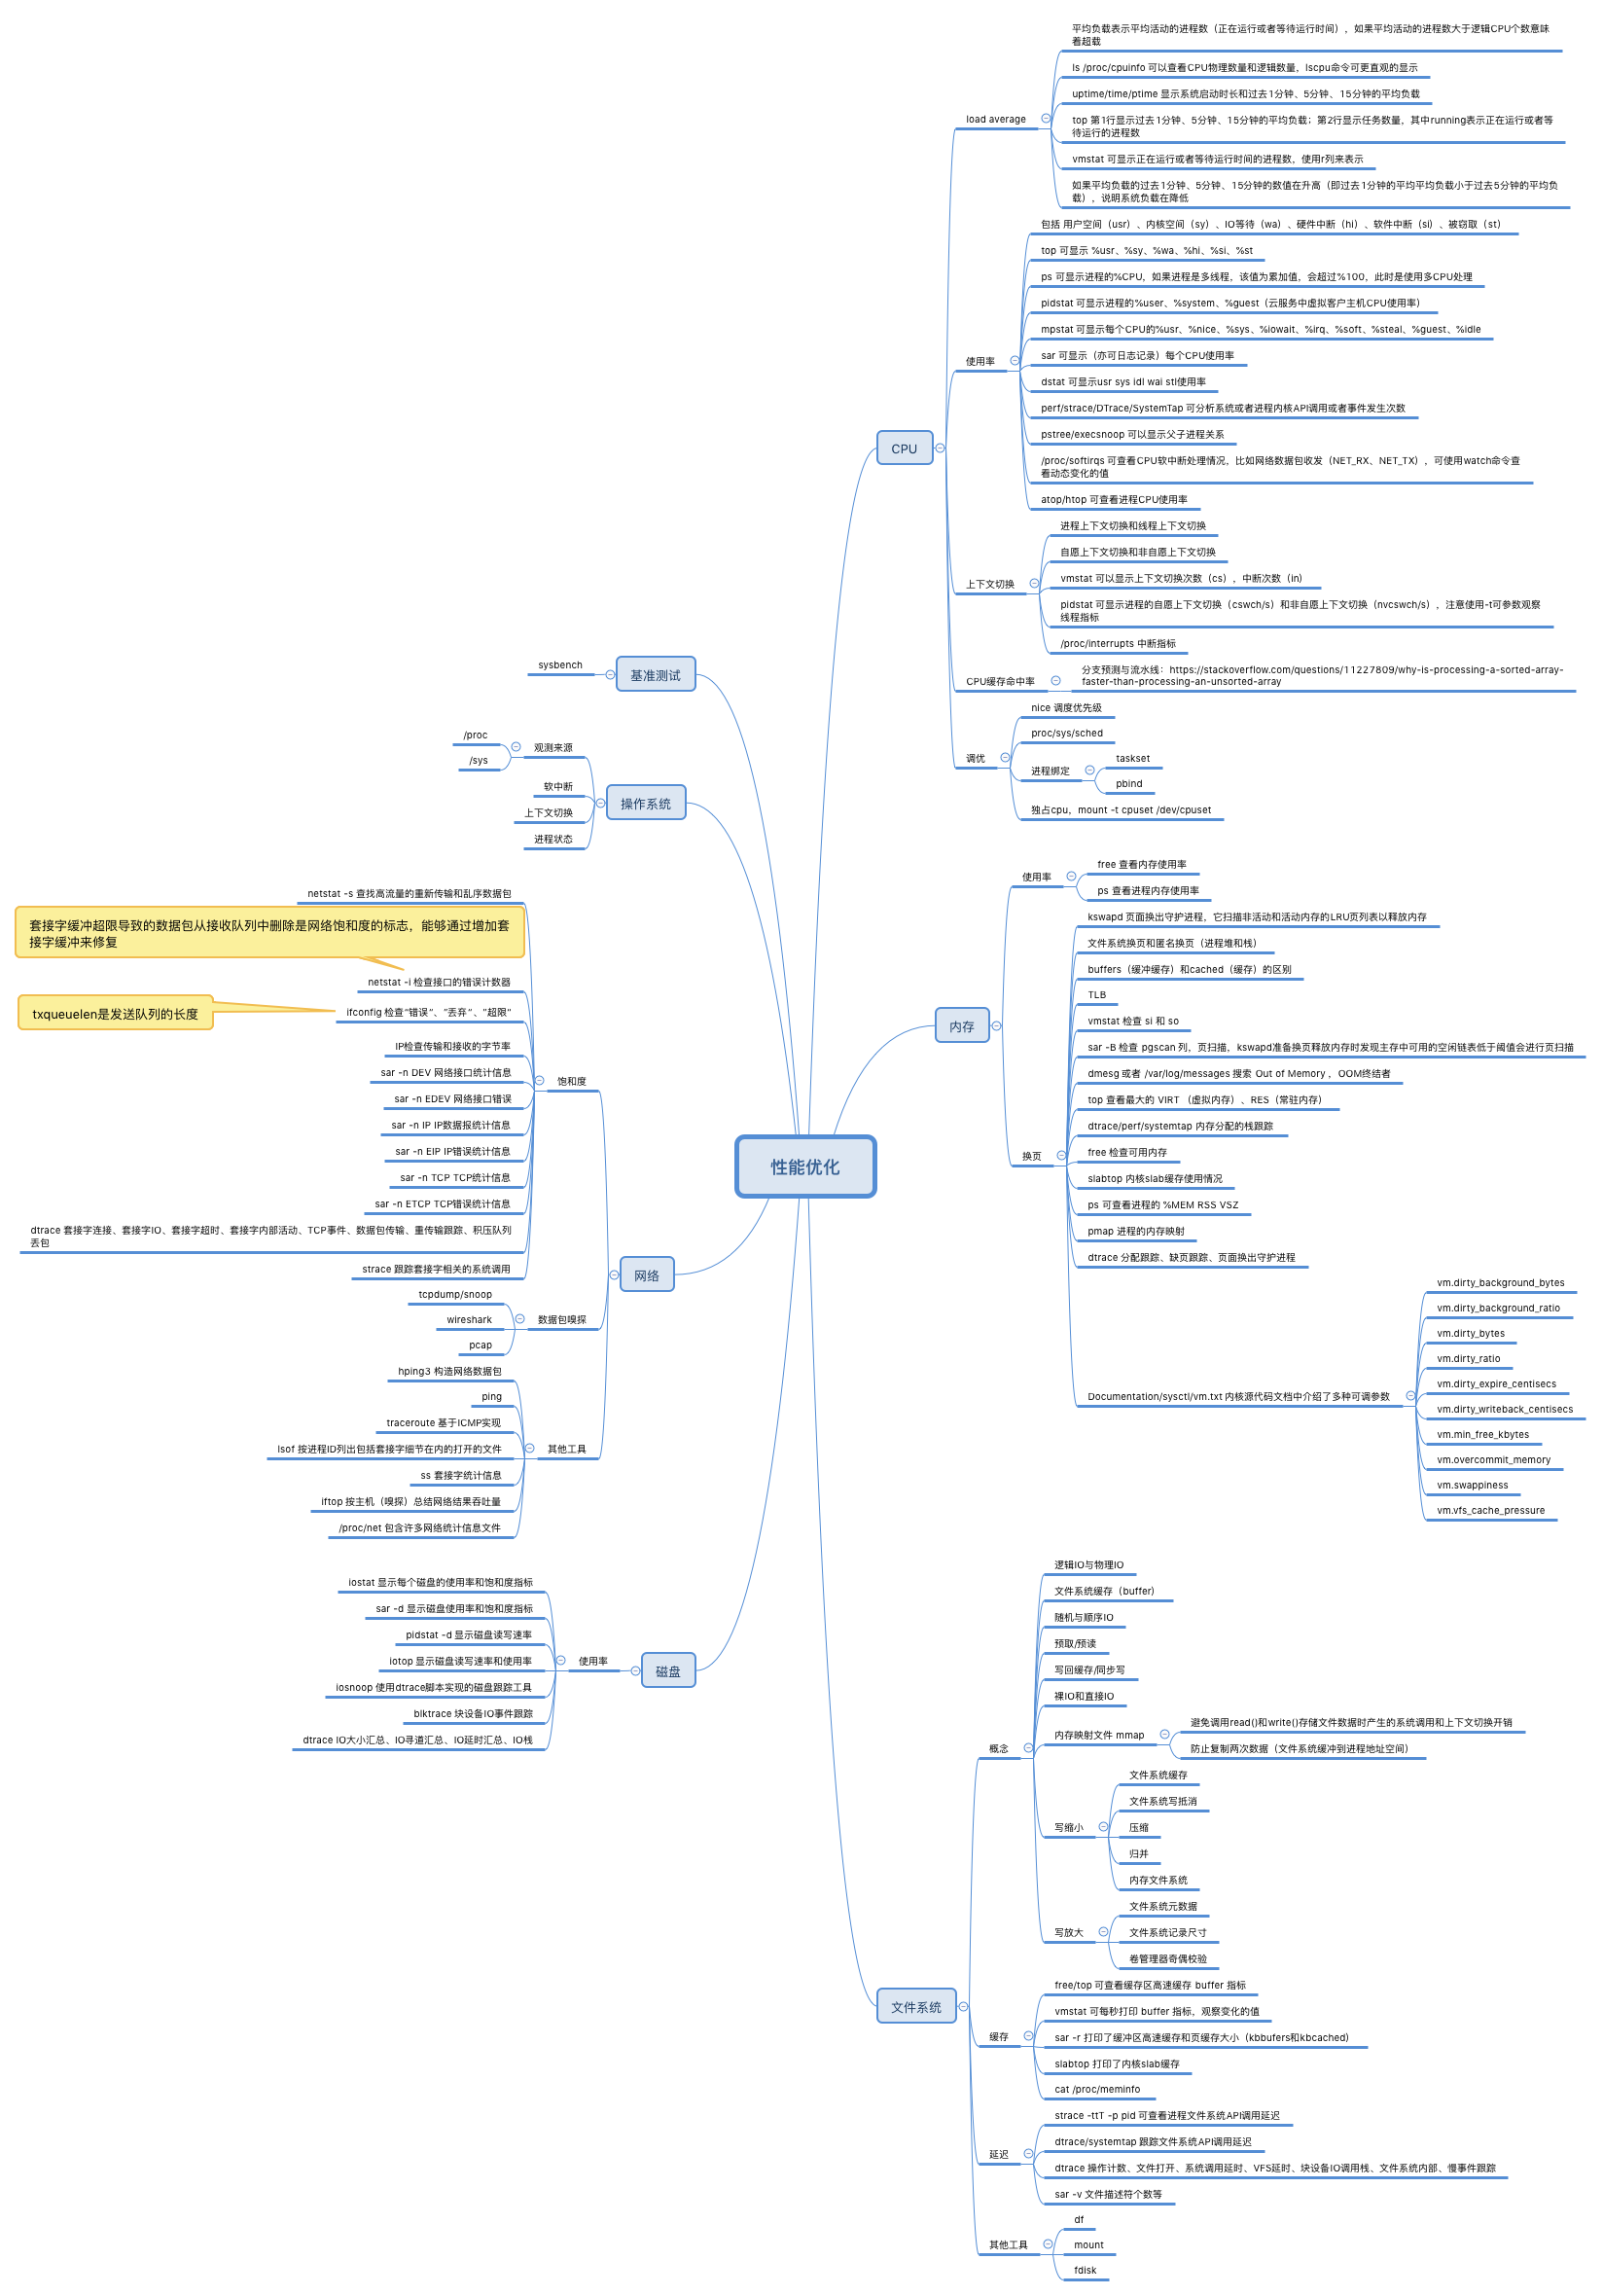 性能优化
CPU
load average
平均负载表示平均活动的进程数（正在运行或者等待运行时间），如果平均活动的进程数大于逻辑CPU个数意味
着超载
ls /proc/cpuinfo 可以查看CPU物理数量和逻辑数量，lscpu命令可更直观的显示
uptime/time/ptime 显示系统启动时长和过去1分钟、5分钟、15分钟的平均负载
top 第1行显示过去1分钟、5分钟、15分钟的平均负载；第2行显示任务数量，其中running表示正在运行或者等
待运行的进程数
vmstat 可显示正在运行或者等待运行时间的进程数，使用r列来表示
如果平均负载的过去1分钟、5分钟、15分钟的数值在升高（即过去1分钟的平均平均负载小于过去5分钟的平均负
载），说明系统负载在降低
使用率
包括 用户空间（usr）、内核空间（sy）、IO等待（wa）、硬件中断（hi）、软件中断（si）、被窃取（st）
top 可显示 %usr、%sy、%wa、%hi、%si、%st
ps 可显示进程的%CPU，如果进程是多线程，该值为累加值，会超过%100，此时是使用多CPU处理
pidstat 可显示进程的%user、%system、%guest（云服务中虚拟客户主机CPU使用率）
mpstat 可显示每个CPU的%usr、%nice、%sys、%iowait、%irq、%soft、%steal、%guest、%idle
sar 可显示（亦可日志记录）每个CPU使用率
dstat 可显示usr sys idl wai stl使用率
perf/strace/DTrace/SystemTap 可分析系统或者进程内核API调用或者事件发生次数
pstree/execsnoop 可以显示父子进程关系
/proc/softirqs 可查看CPU软中断处理情况，比如网络数据包收发（NET_RX、NET_TX），可使用watch命令查
看动态变化的值
atop/htop 可查看进程CPU使用率
上下文切换
进程上下文切换和线程上下文切换
自愿上下文切换和非自愿上下文切换
vmstat 可以显示上下文切换次数（cs），中断次数（in）
pidstat 可显示进程的自愿上下文切换（cswch/s）和非自愿上下文切换（nvcswch/s），注意使用-t可参数观察
线程指标
/proc/interrupts 中断指标
CPU缓存命中率
分支预测与流水线：https://stackoverflow.com/questions/11227809/why-is-processing-a-sorted-array-
faster-than-processing-an-unsorted-array
调优
nice 调度优先级
proc/sys/sched
进程绑定
taskset
pbind
独占cpu，mount -t cpuset /dev/cpuset
内存
使用率
free 查看内存使用率
ps 查看进程内存使用率
换页
kswapd 页面换出守护进程，它扫描非活动和活动内存的LRU页列表以释放内存
文件系统换页和匿名换页（进程堆和栈）
buffers（缓冲缓存）和cached（缓存）的区别
TLB
vmstat 检查 si 和 so
sar -B 检查 pgscan 列，页扫描，kswapd准备换页释放内存时发现主存中可用的空闲链表低于阈值会进行页扫描
dmesg 或者 /var/log/messages 搜索 Out of Memory ，OOM终结者
top 查看最大的 VIRT （虚拟内存）、RES（常驻内存）
dtrace/perf/systemtap 内存分配的栈跟踪
free 检查可用内存
slabtop 内核slab缓存使用情况
ps 可查看进程的 %MEM RSS VSZ
pmap 进程的内存映射
dtrace 分配跟踪、缺页跟踪、页面换出守护进程
Documentation/sysctl/vm.txt 内核源代码文档中介绍了多种可调参数
vm.dirty_background_bytes
vm.dirty_background_ratio
vm.dirty_bytes
vm.dirty_ratio
vm.dirty_expire_centisecs
vm.dirty_writeback_centisecs
vm.min_free_kbytes
vm.overcommit_memory
vm.swappiness
vm.vfs_cache_pressure
文件系统
概念
逻辑IO与物理IO
文件系统缓存（buffer）
随机与顺序IO
预取/预读
写回缓存/同步写
裸IO和直接IO
内存映射文件 mmap
避免调用read()和write()存储文件数据时产生的系统调用和上下文切换开销
防止复制两次数据（文件系统缓冲到进程地址空间）
写缩小
文件系统缓存
文件系统写抵消
压缩
归并
内存文件系统
写放大
文件系统元数据
文件系统记录尺寸
卷管理器奇偶校验
缓存
free/top 可查看缓存区高速缓存 buffer 指标
vmstat 可每秒打印 buffer 指标，观察变化的值
sar -r 打印了缓冲区高速缓存和页缓存大小（kbbufers和kbcached）
slabtop 打印了内核slab缓存
cat /proc/meminfo
延迟
strace -ttT -p pid 可查看进程文件系统API调用延迟
dtrace/systemtap 跟踪文件系统API调用延迟
dtrace 操作计数、文件打开、系统调用延时、VFS延时、块设备IO调用栈、文件系统内部、慢事件跟踪
sar -v 文件描述符个数等
其他工具
df
mount
fdisk
基准测试
sysbench
操作系统
观测来源
/proc
/sys
软中断
上下文切换
进程状态
网络
饱和度
netstat -s 查找高流量的重新传输和乱序数据包
套接字缓冲超限导致的数据包从接收队列中删除是网络饱和度的标志，能够通过增加套
接字缓冲来修复
netstat -i 检查接口的错误计数器
txqueuelen是发送队列的长度
ifconfig 检查“错误”、“丢弃”、“超限”
IP检查传输和接收的字节率
sar -n DEV 网络接口统计信息
sar -n EDEV 网络接口错误
sar -n IP IP数据报统计信息
sar -n EIP IP错误统计信息
sar -n TCP TCP统计信息
sar -n ETCP TCP错误统计信息
dtrace 套接字连接、套接字IO、套接字超时、套接字内部活动、TCP事件、数据包传输、重传输跟踪、积压队列
丢包
strace 跟踪套接字相关的系统调用
数据包嗅探
tcpdump/snoop
wireshark
pcap
其他工具
hping3 构造网络数据包
ping
traceroute 基于ICMP实现
lsof 按进程ID列出包括套接字细节在内的打开的文件
ss 套接字统计信息
iftop 按主机（嗅探）总结网络结果吞吐量
/proc/net 包含许多网络统计信息文件
磁盘
使用率
iostat 显示每个磁盘的使用率和饱和度指标
sar -d 显示磁盘使用率和饱和度指标
pidstat -d 显示磁盘读写速率
iotop 显示磁盘读写速率和使用率
iosnoop 使用dtrace脚本实现的磁盘跟踪工具
blktrace 块设备IO事件跟踪
dtrace IO大小汇总、IO寻道汇总、IO延时汇总、IO栈